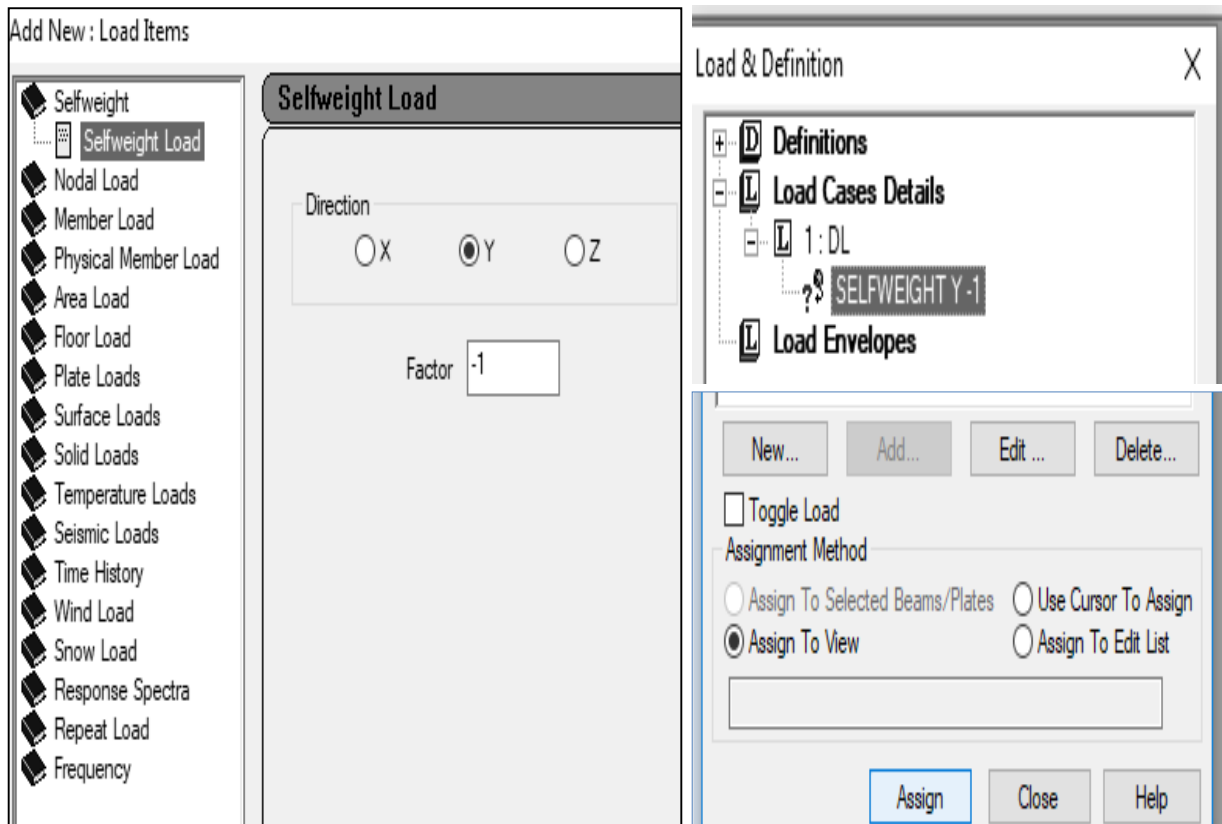 Add New : Load Items
Selfweight
Selfweight Load
Nodal Load
Member Load
Physical Member Load
Area Load
Floor Load
Plate Loads
Surface Loads
Solid Loads
Temperature Loads
Seismic Loads
Time History
Wind Load
Snow Load
Response Spectra
Repeat Load
Frequency
Selfweight Load
Direction
X Y Z
Factor -1
Load & Definition
D Definitions
L Load Cases Details
L 1 : DL
? SELFWEIGHT Y -1
L Load Envelopes
New... Add... Edit ... Delete...
Toggle Load
Assignment Method
Assign To Selected Beams/Plates Use Cursor To Assign
Assign To View Assign To Edit List
Assign Close Help